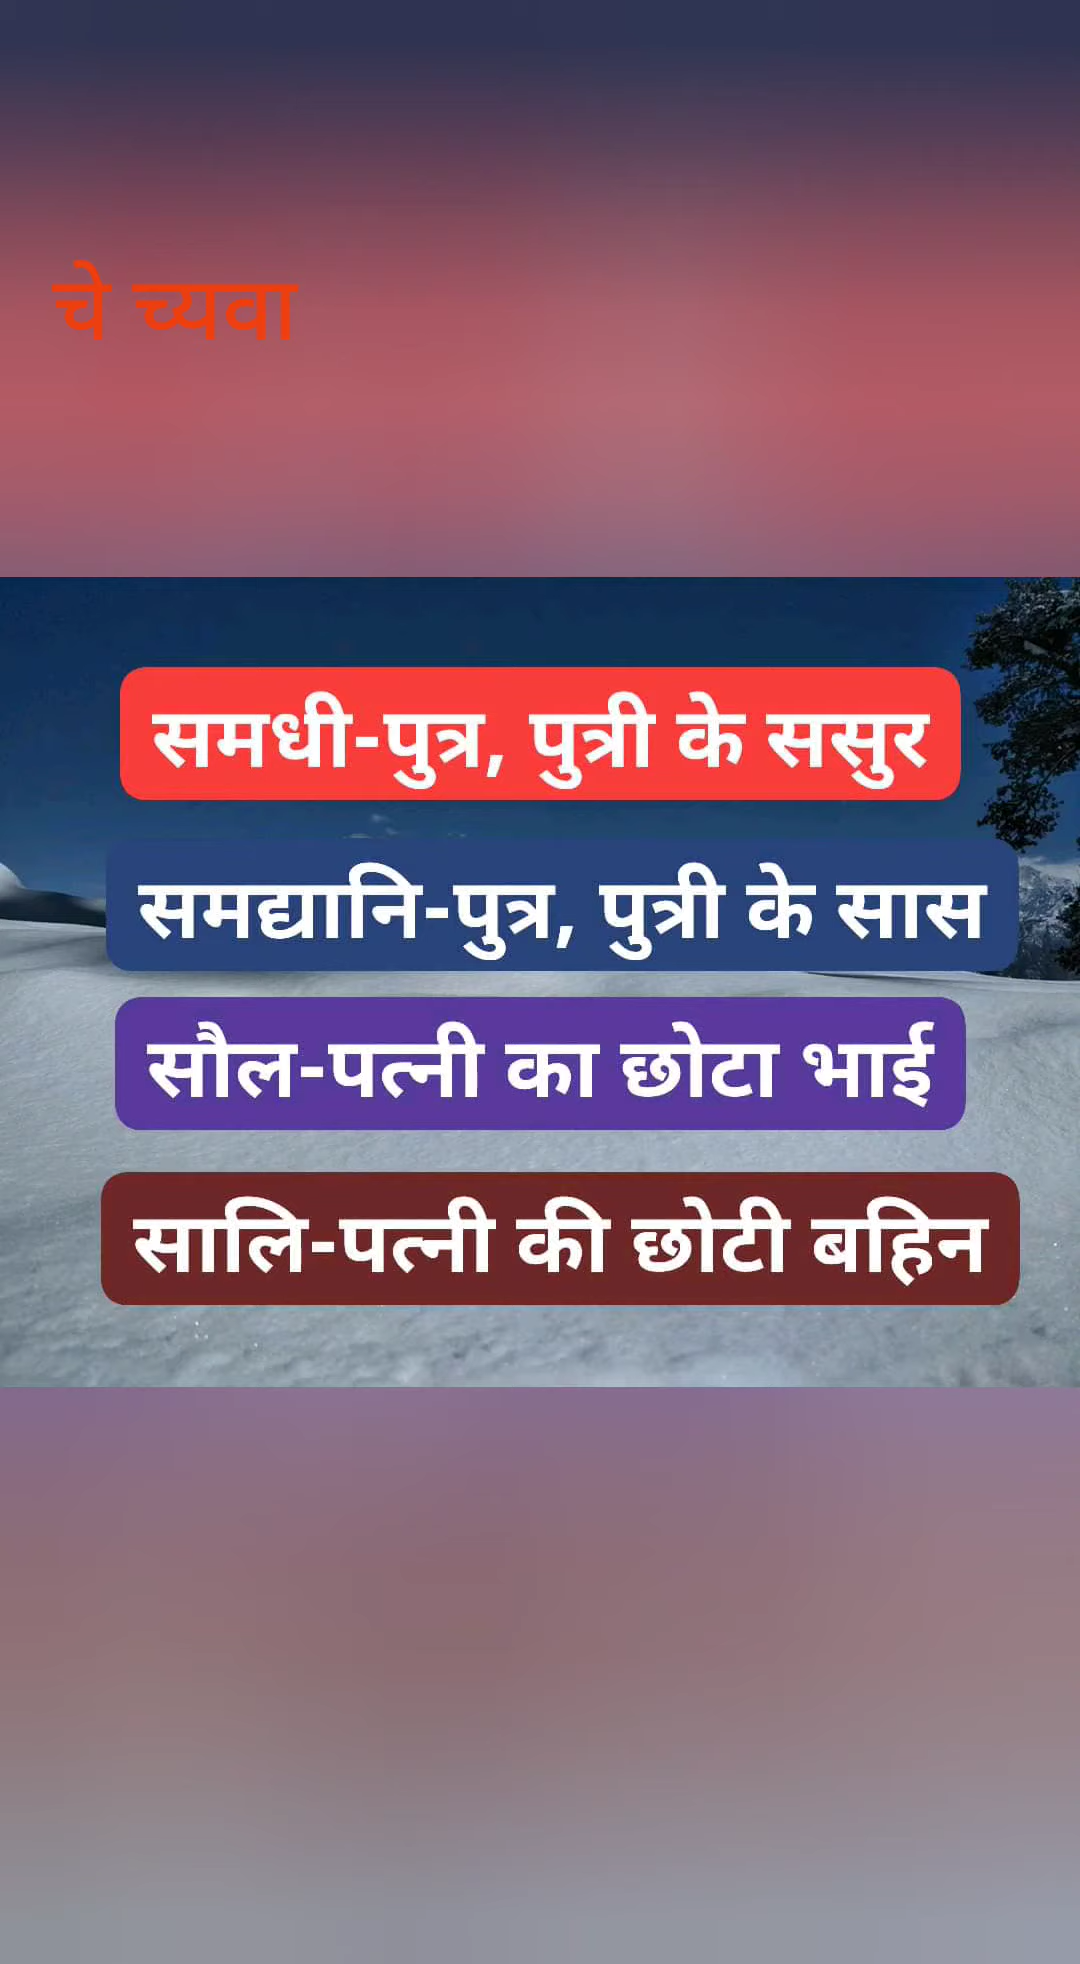 चे च्यवा
समधी-पुत्र, पुत्री के ससुर
समद्यानि-पुत्र, पुत्री के सास
सौल-पत्नी का छोटा भाई
सालि-पत्नी की छोटी बहिन